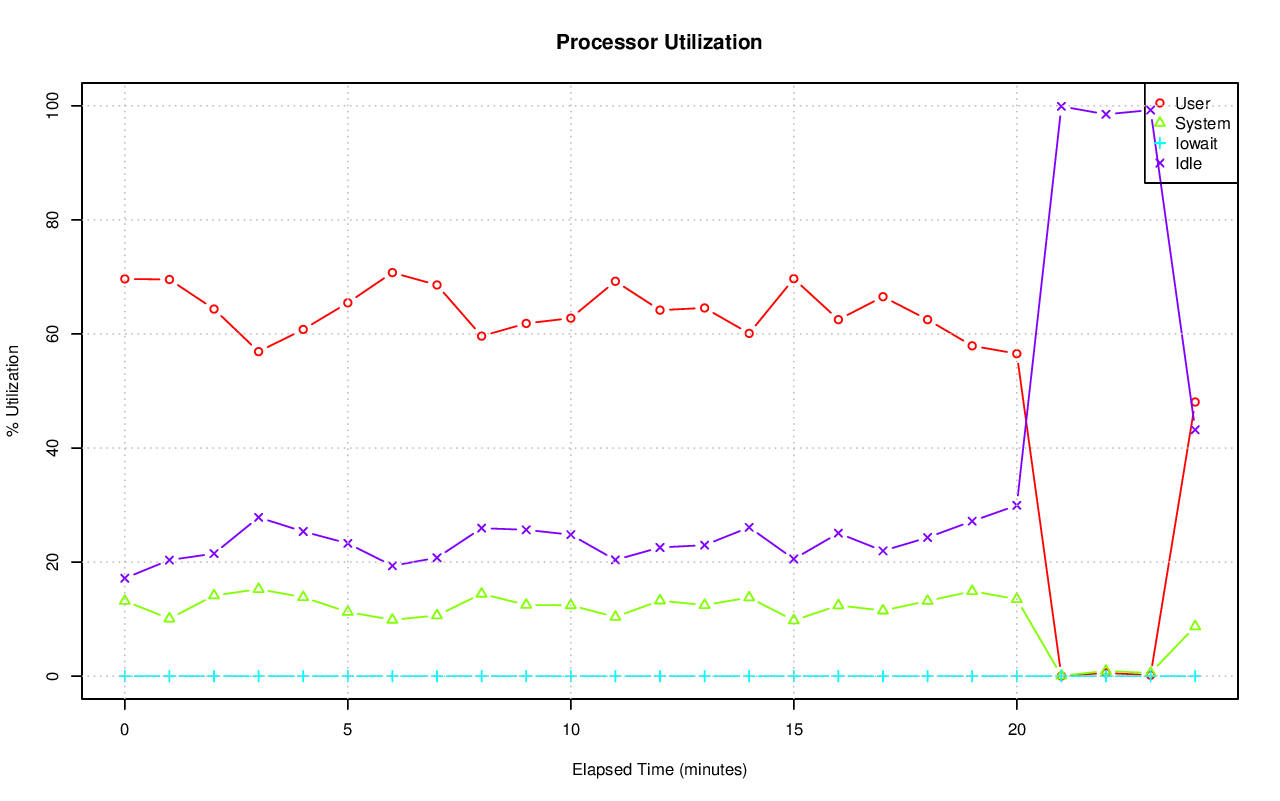 Processor Utilization
% Utilization
100
80
60
40
20
0
User
System
Iowait
Idle
0 5 10 15 20
Elapsed Time (minutes)